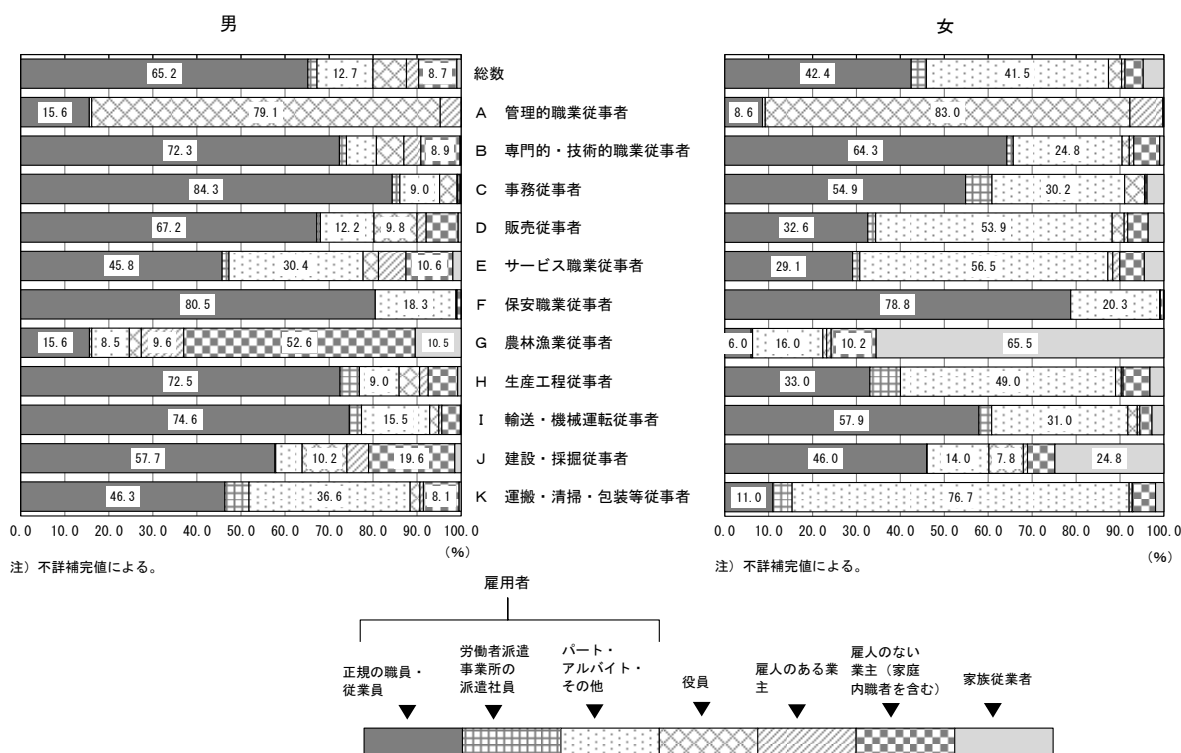 男
女
65.2 12.7 8.7 総数 42.4 41.5
15.6 79.1 A 管理的職業従事者 8.6 83.0
72.3 8.9 B 専門的・技術的職業従事者 64.3 24.8
84.3 9.0 C 事務従事者 54.9 30.2
67.2 12.2 9.8 D 販売従事者 32.6 53.9
45.8 30.4 10.6 E サービス職業従事者 29.1 56.5
80.5 18.3 F 保安職業従事者 78.8 20.3
15.6 8.5 9.6 52.6 10.5 G 農林漁業従事者 6.0 16.0 10.2 65.5
72.5 9.0 H 生産工程従事者 33.0 49.0
74.6 15.5 I 輸送・機械運転従事者 57.9 31.0
57.7 10.2 19.6 J 建設・採掘従事者 46.0 14.0 7.8 24.8
46.3 36.6 8.1 K 運搬・清掃・包装等従事者 11.0 76.7
0.0 10.0 20.0 30.0 40.0 50.0 60.0 70.0 80.0 90.0 100.0
(%)
0.0 10.0 20.0 30.0 40.0 50.0 60.0 70.0 80.0 90.0 100.0
(%)
注）不詳補完値による。
注）不詳補完値による。
雇用者
正規の職員・
従業員
労働者派遣
事業所の
派遣社員
パート・
アルバイト・
その他
役員
雇人のある業
主
雇人のない
業主（家庭
内職者を含む）
家族従業者